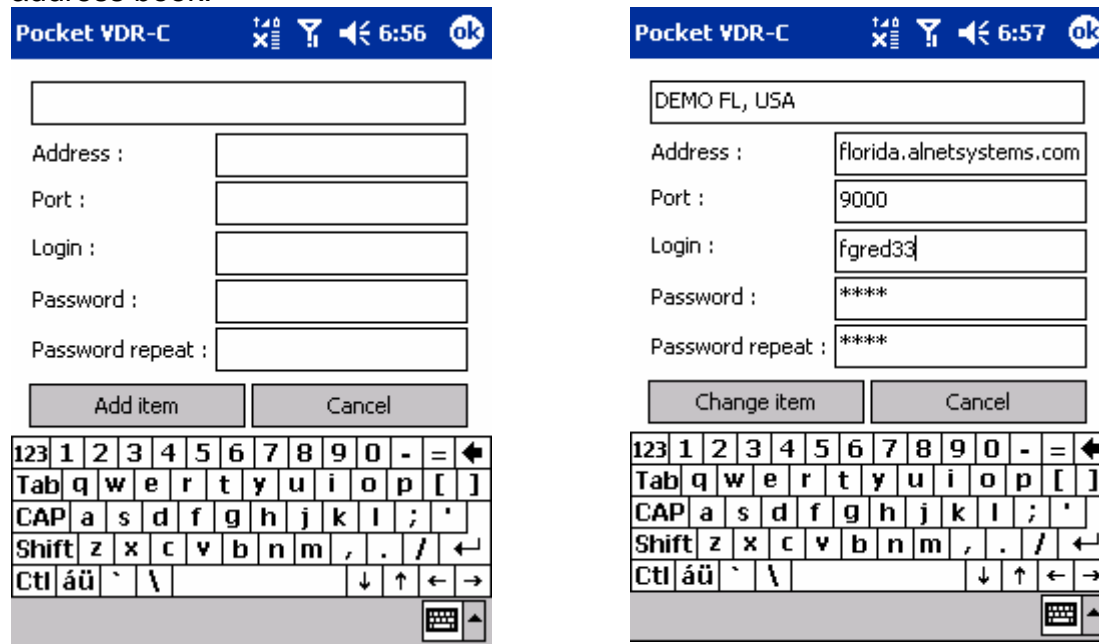 address book.
Pocket VDR-C 6:56 ok
Address :
Port :
Login :
Password :
Password repeat :
Add item Cancel
123 1 2 3 4 5 6 7 8 9 0 - =
Tab q w e r t y u i o p [ ]
CAP a s d f g h j k l ; '
Shift z x c v b n m , . /
Ctl áü ` \
Pocket VDR-C 6:57 ok
DEMO FL, USA
Address : florida.alnetsystems.com
Port : 9000
Login : fgred33
Password : ****
Password repeat : ****
Change item Cancel
123 1 2 3 4 5 6 7 8 9 0 - =
Tab q w e r t y u i o p [ ]
CAP a s d f g h j k l ; '
Shift z x c v b n m , . /
Ctl áü ` \